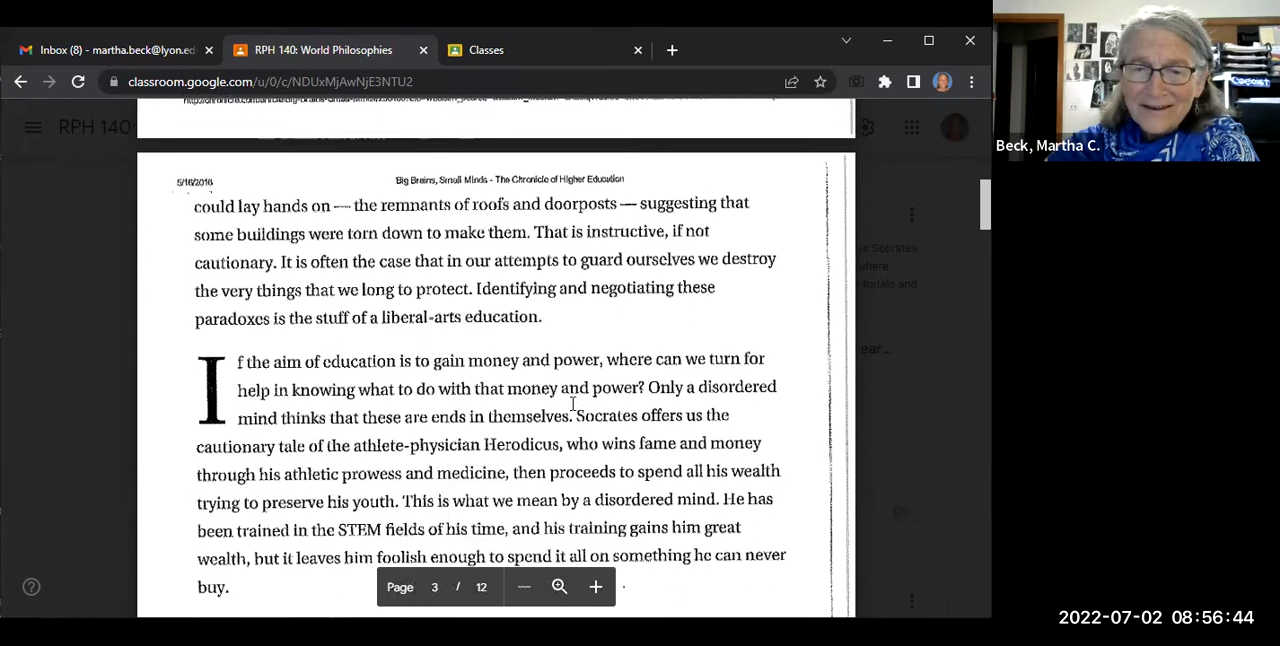 Inbox (8) - martha.beck@lyon.ed
RPH 140: World Philosophies
Classes
classroom.google.com/u/0/c/NDUxMjAwNjE3NTU2
RPH 140:
5/16/2016
Big Brains, Small Minds - The Chronicle of Higher Education
could lay hands on — the remnants of roofs and doorposts — suggesting that
some buildings were torn down to make them. That is instructive, if not
cautionary. It is often the case that in our attempts to guard ourselves we destroy
the very things that we long to protect. Identifying and negotiating these
paradoxes is the stuff of a liberal-arts education.
If the aim of education is to gain money and power, where can we turn for
help in knowing what to do with that money and power? Only a disordered
mind thinks that these are ends in themselves. Socrates offers us the
cautionary tale of the athlete-physician Herodicus, who wins fame and money
through his athletic prowess and medicine, then proceeds to spend all his wealth
trying to preserve his youth. This is what we mean by a disordered mind. He has
been trained in the STEM fields of his time, and his training gains him great
wealth, but it leaves him foolish enough to spend it all on something he can never
buy.
s Socrates
where
torials and
ear...
Page 3 / 12
Beck, Martha C.
2022-07-02 08:56:44